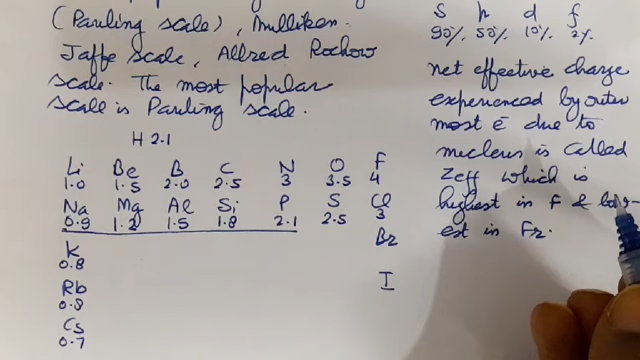 (Pauling scale), Mulliken
Jaffe scale, Allred Rochow
scale. The most popular
scale is Pauling scale.
H 2.1
Li Be B C N O F
1.0 1.5 2.0 2.5 3 3.5 4
Na Mg Al Si P S Cl
0.9 1.2 1.5 1.8 2.1 2.5 3
K Br
0.8
Rb I
0.8
Cs
0.7
S p d f
90% 50% 10% 2%
net effective charge
experienced by outer
most e̅ due to
nucleus is called
Zeff which is
highest in F & low-
est in Fr.